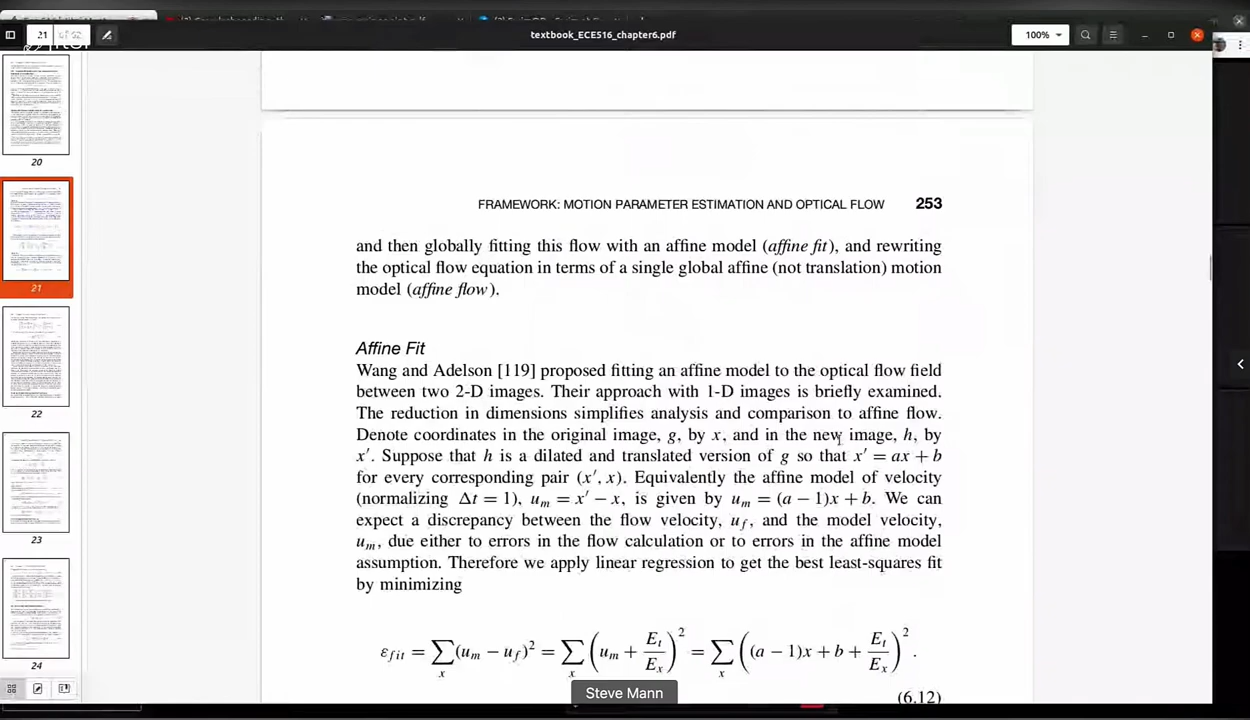 21
textbook_ECE516_chapter6.pdf
100%
20
21
22
23
24
FRAMEWORK: MOTION PARAMETER ESTIMATION AND OPTICAL FLOW 253
and then globally fitting this flow with an affine model (affine fit), and rewriting
the optical flow equation in terms of a single global affine (not translation) motion
model (affine flow).
Affine Fit
Wang and Adelson [119] proposed fitting an affine model to the optical flow field
between two 2-D images. Their approach with 1-D images is briefly examined.
The reduction in dimensions simplifies analysis and comparison to affine flow.
Denote coordinates in the original image, g, by x, and in the new image, h, by
x′. Suppose that h is a dilated and translated version of g so that x′ = ax + b
for every corresponding pair (x′, x). Equivalently the affine model of velocity
(normalizing Δt = 1), u_m = x′ − x, is given by u_m = (a − 1)x + b. We can
expect a discrepancy between the flow velocity, u_f, and the model velocity,
u_m, due either to errors in the flow calculation or to errors in the affine model
assumption. Therefore we apply linear regression to get the best least-squares fit
by minimizing
ε_fit = ∑_x (u_m − u_f)² = ∑_x (u_m + E_t/E_x)² = ∑_x ((a − 1)x + b + E_t/E_x)².
(6.12)
Steve Mann